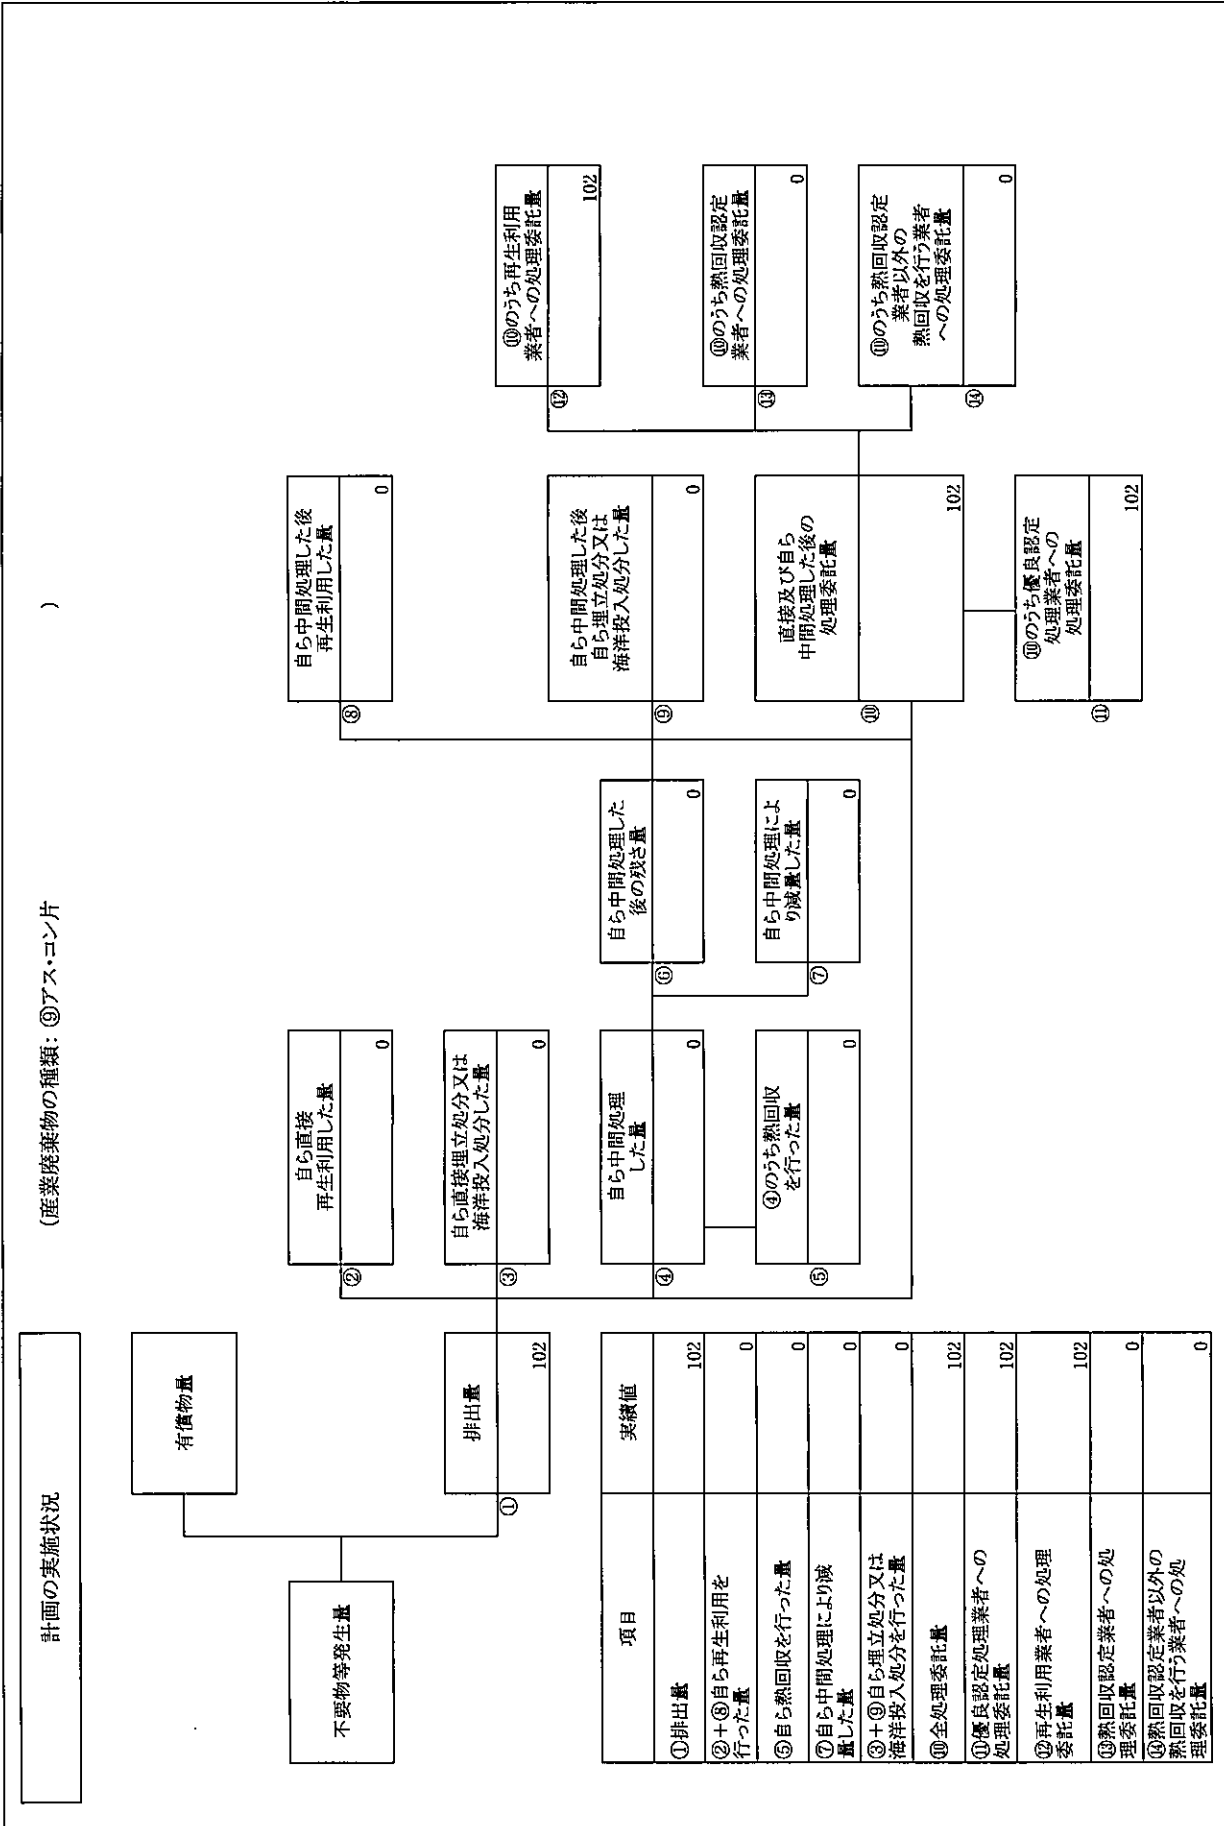 計画の実施状況
(産業廃棄物の種類: ⑨アス・コン片 )
不要物等発生量
有償物量
①
排出量
102
②
自ら直接
再生利用した量
0
③
自ら直接埋立処分又は
海洋投入処分した量
0
④
自ら中間処理
した量
0
⑤
④のうち熱回収
を行った量
0
⑥
自ら中間処理した
後の残さ量
0
⑦
自ら中間処理によ
り減量した量
0
⑧
自ら中間処理した後
再生利用した量
0
⑨
自ら中間処理した後
自ら埋立処分又は
海洋投入処分した量
0
⑩
直接及び自ら
中間処理した後の
処理委託量
102
⑪
⑩のうち優良認定
処理業者への
処理委託量
102
⑫
⑩のうち再生利用
業者への処理委託量
102
⑬
⑩のうち熱回収認定
業者への処理委託量
0
⑭
⑩のうち熱回収認定
業者以外の
熱回収を行う業者
への処理委託量
0
項目 実績値
①排出量 102
②+⑧自ら再生利用を
行った量 0
⑤自ら熱回収を行った量 0
⑦自ら中間処理により減
量した量 0
③+⑨自ら埋立処分又は
海洋投入処分を行った量 0
⑩全処理委託量 102
⑪優良認定処理業者への
処理委託量 102
⑫再生利用業者への処理
委託量 102
⑬熱回収認定業者への処
理委託量 0
⑭熱回収認定業者以外の
熱回収を行う業者への処
理委託量 0